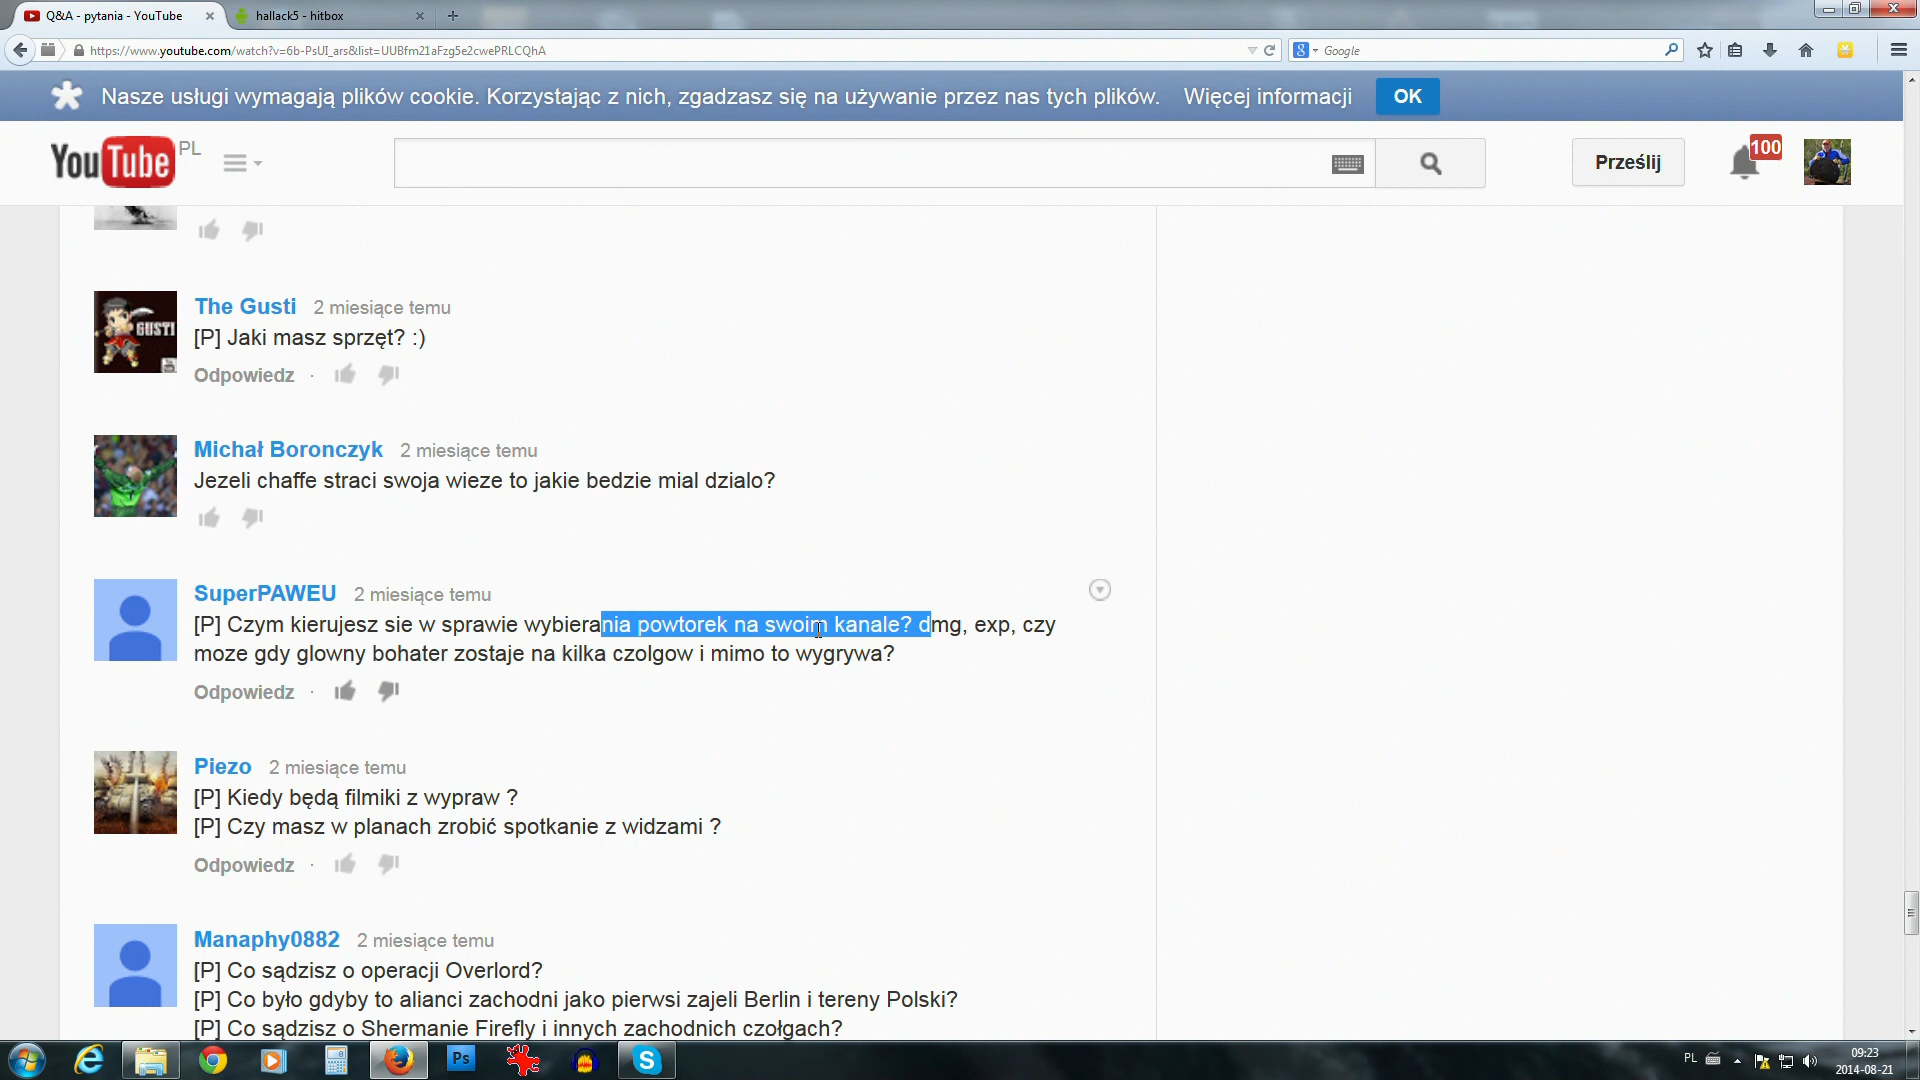 Q&A - pytania - YouTube
hallack5 - hitbox
https://www.youtube.com/watch?v=6b-PsUI_ars&list=UUBfm21aFzg5e2cwePRLCQhA
Google
Nasze usługi wymagają plików cookie. Korzystając z nich, zgadzasz się na używanie przez nas tych plików. Więcej informacji OK
YouTube PL
Prześlij
100
The Gusti 2 miesiące temu
GUSTI
[P] Jaki masz sprzęt? :)
Odpowiedz ·
Michał Boronczyk 2 miesiące temu
Jezeli chaffe straci swoja wieze to jakie bedzie mial dzialo?
SuperPAWEU 2 miesiące temu
[P] Czym kierujesz sie w sprawie wybierania powtorek na swoim kanale? dmg, exp, czy
moze gdy glowny bohater zostaje na kilka czolgow i mimo to wygrywa?
Odpowiedz ·
Piezo 2 miesiące temu
[P] Kiedy będą filmiki z wypraw ?
[P] Czy masz w planach zrobić spotkanie z widzami ?
Odpowiedz ·
Manaphy0882 2 miesiące temu
[P] Co sądzisz o operacji Overlord?
[P] Co było gdyby to alianci zachodni jako pierwsi zajeli Berlin i tereny Polski?
[P] Co sądzisz o Shermanie Firefly i innych zachodnich czołgach?
Ps
PL
09:23
2014-08-21